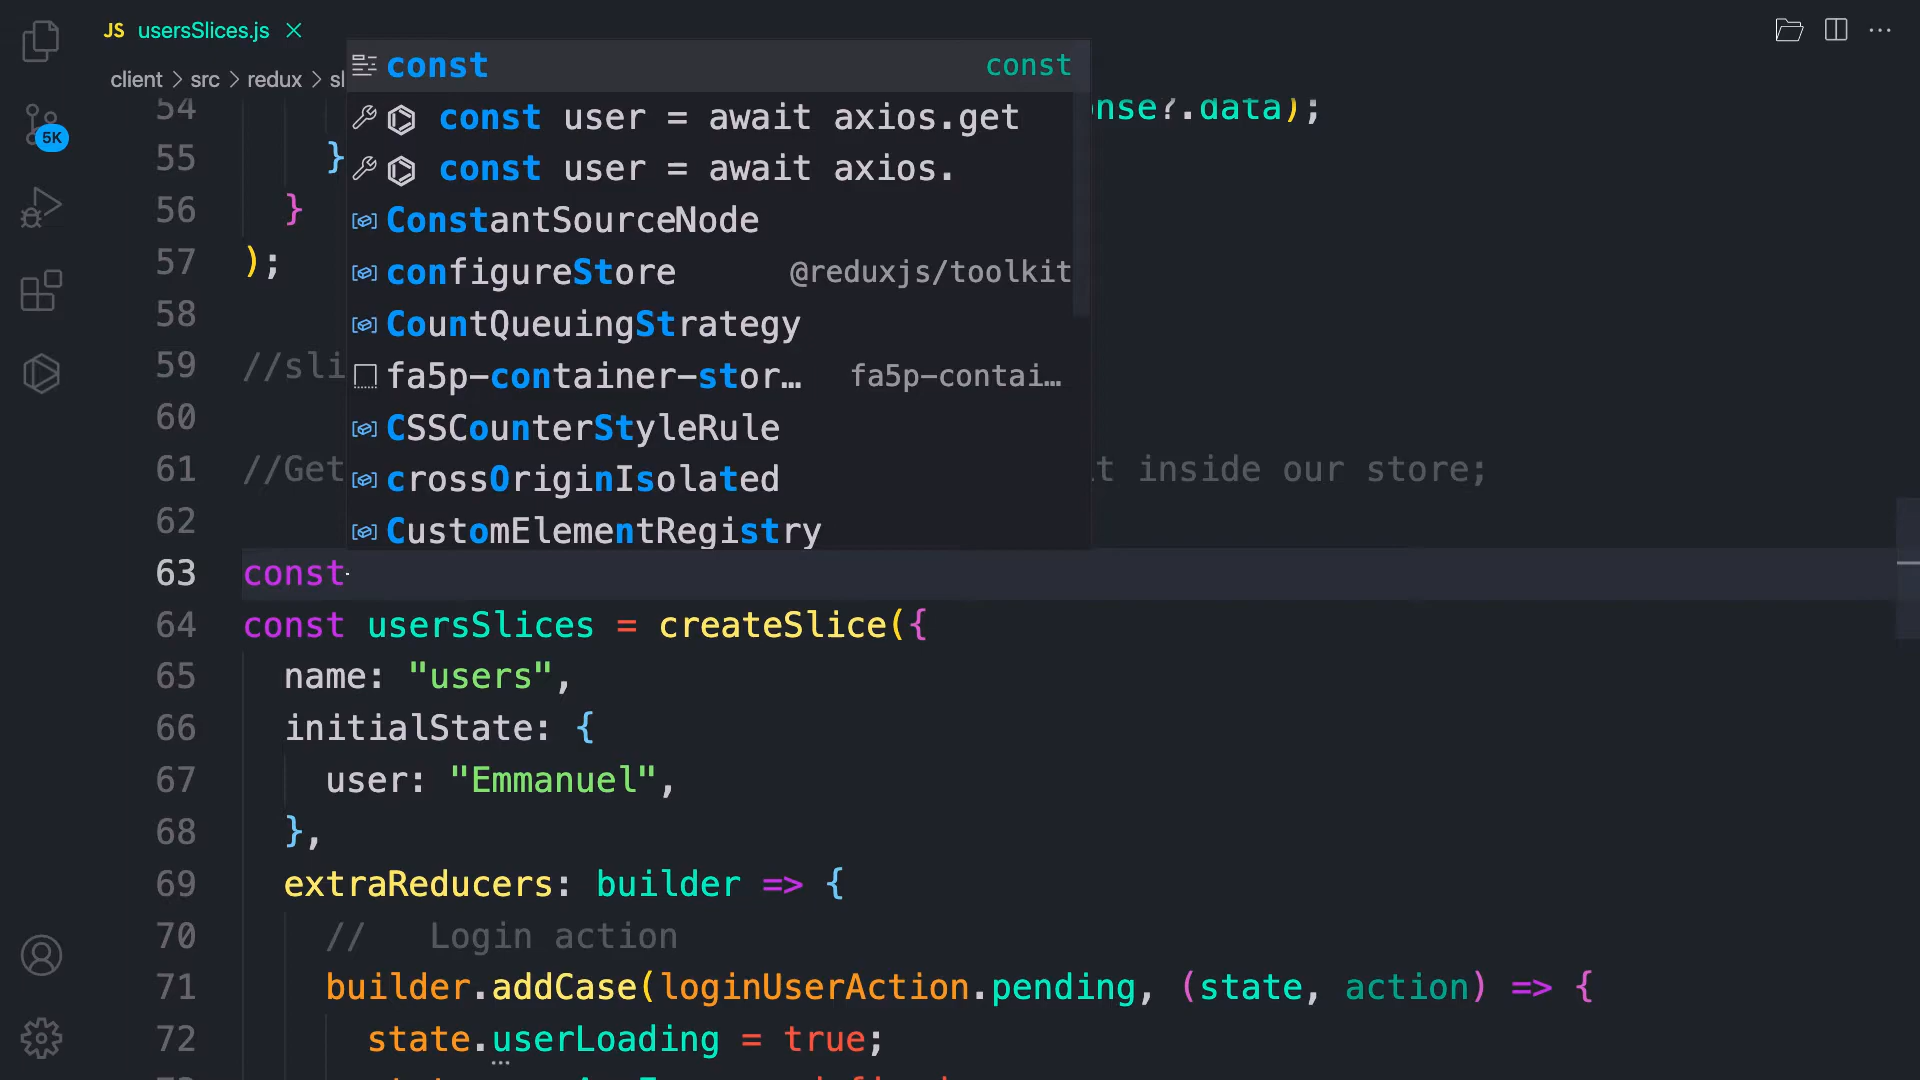 JS usersSlices.js
client > src > redux > sl
5K
const const
const user = await axios.get
const user = await axios.
ConstantSourceNode
configureStore @reduxjs/toolkit
CountQueuingStrategy
fa5p-container-stor… fa5p-contai…
CSSCounterStyleRule
crossOriginIsolated
CustomElementRegistry
54 nse?.data);
55 }
56 }
57 );
58
59 //sli
60
61 //Get t inside our store;
62
63 const
64 const usersSlices = createSlice({
65 name: "users",
66 initialState: {
67 user: "Emmanuel",
68 },
69 extraReducers: builder => {
70 // Login action
71 builder.addCase(loginUserAction.pending, (state, action) => {
72 state.userLoading = true;